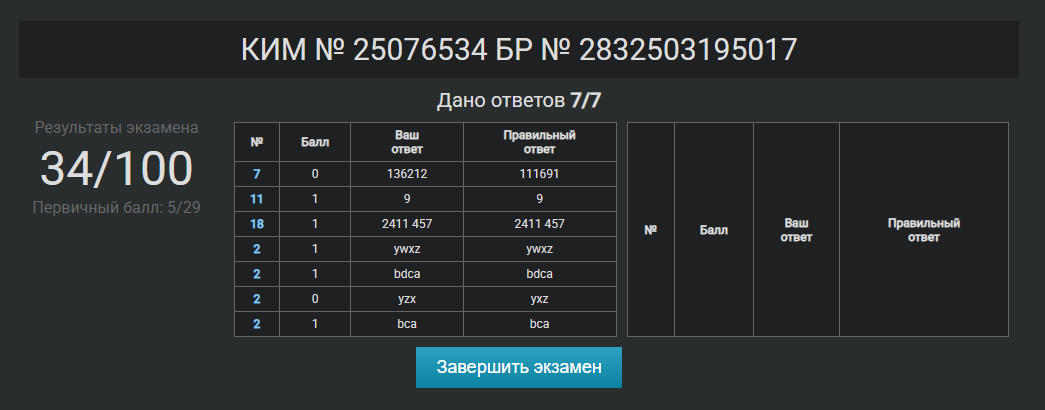 КИМ № 25076534 БР № 2832503195017
Дано ответов 7/7
Результаты экзамена
34/100
Первичный балл: 5/29
№ Балл Ваш ответ Правильный ответ
7 0 136212 111691
11 1 9 9
18 1 2411 457 2411 457
2 1 ywxz ywxz
2 1 bdca bdca
2 0 yzx yxz
2 1 bca bca
№ Балл Ваш ответ Правильный ответ
Завершить экзамен